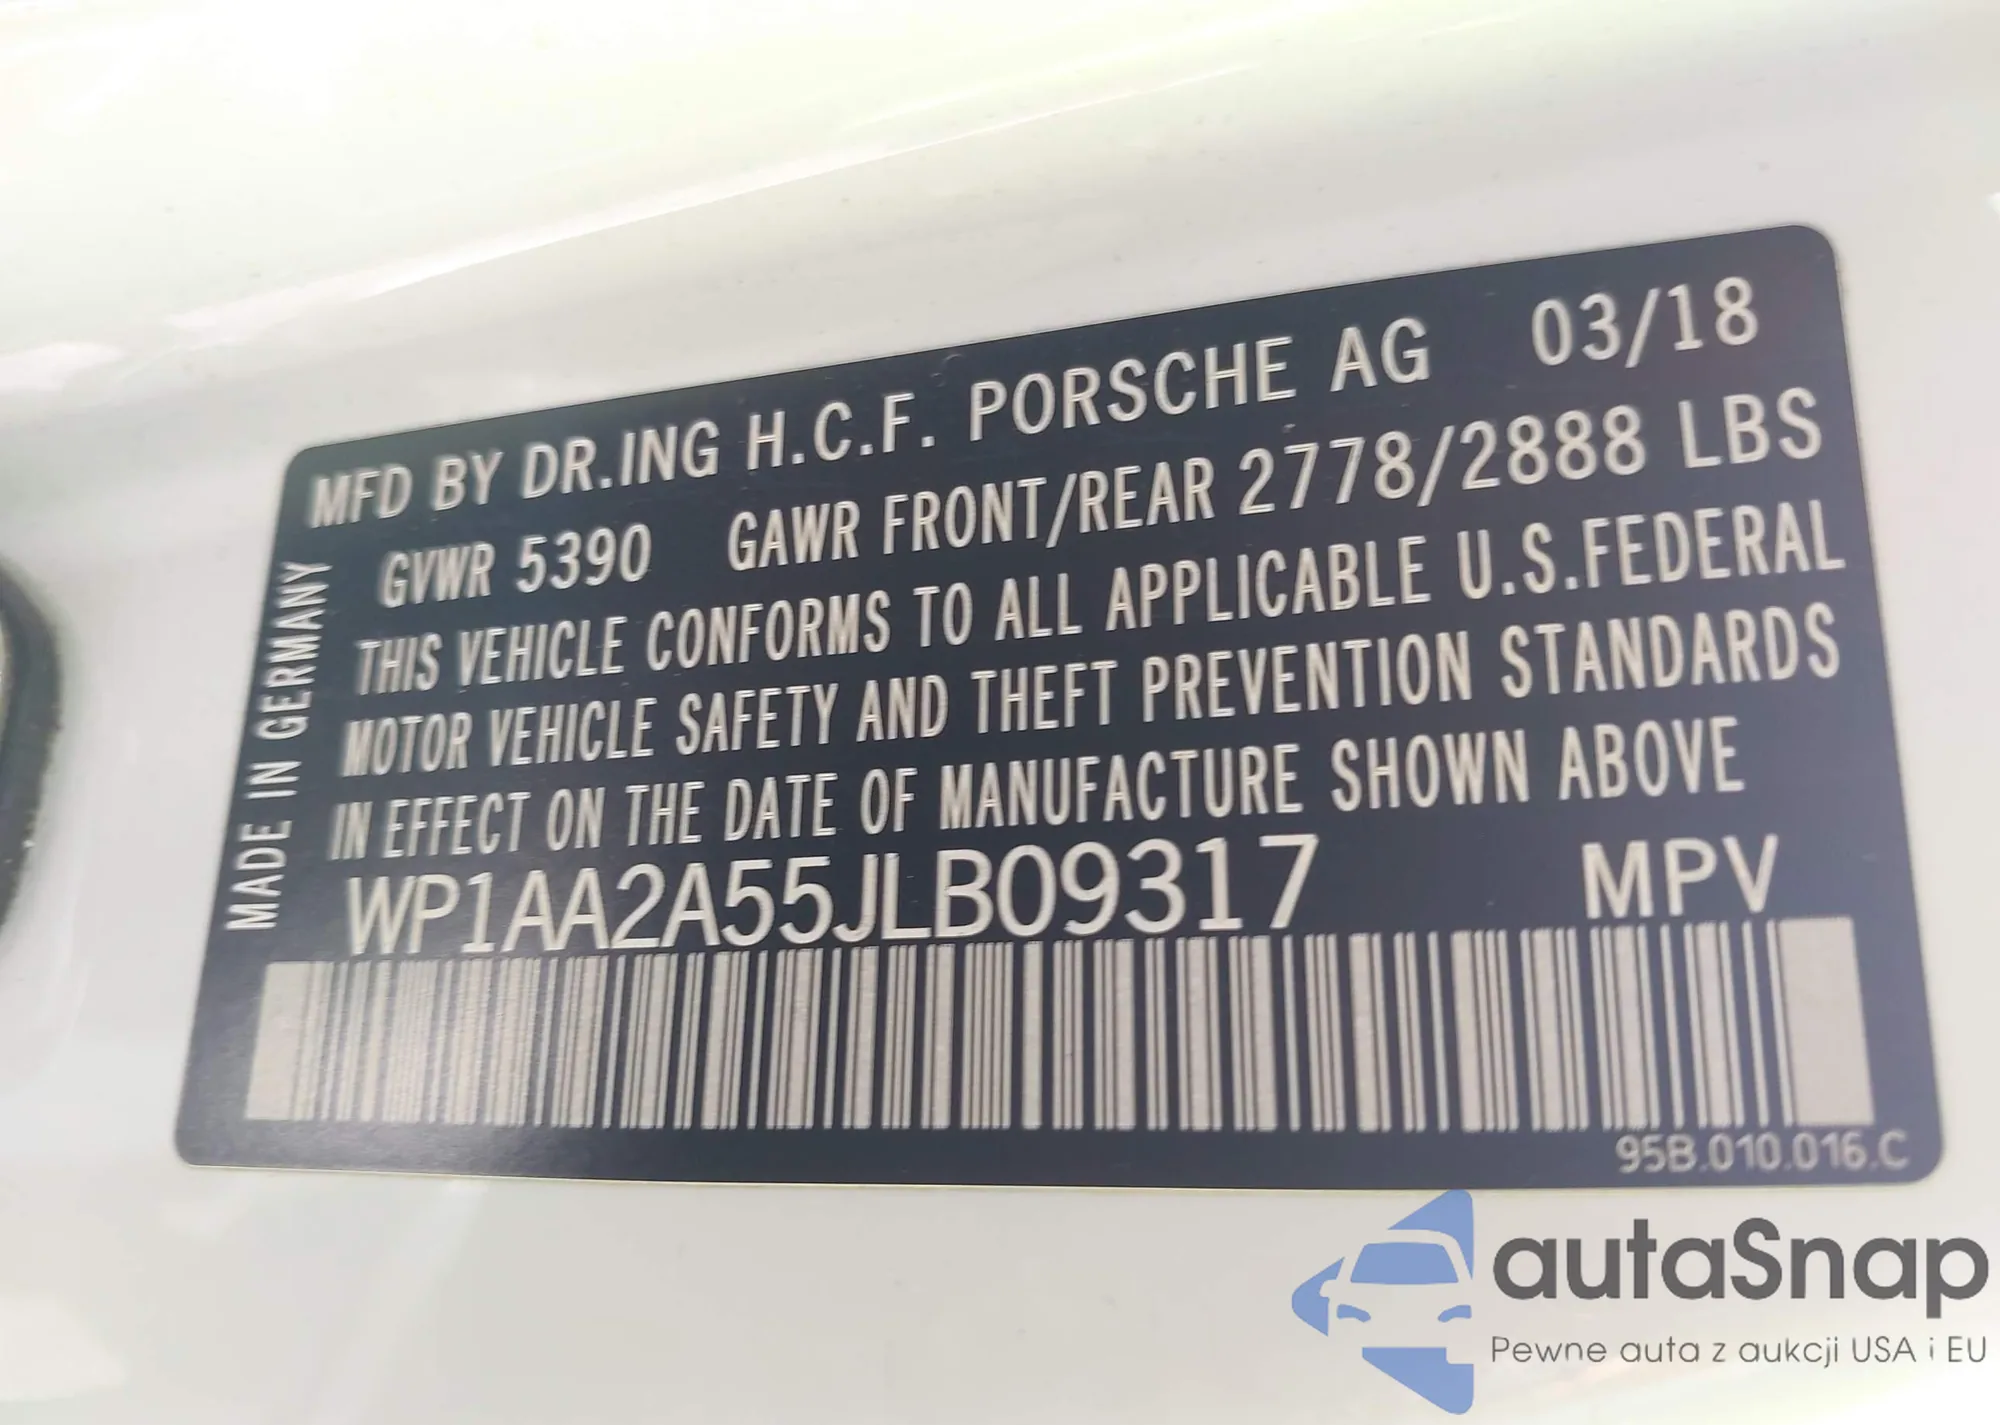 MFD BY DR.ING H.C.F. PORSCHE AG 03/18
GVWR 5390 GAWR FRONT/REAR 2778/2888 LBS
THIS VEHICLE CONFORMS TO ALL APPLICABLE U.S.FEDERAL
MOTOR VEHICLE SAFETY AND THEFT PREVENTION STANDARDS
IN EFFECT ON THE DATE OF MANUFACTURE SHOWN ABOVE
WP1AA2A55JLB09317 MPV
MADE IN GERMANY
95B.010.016.C
autaSnap
Pewne auta z aukcji USA i EU